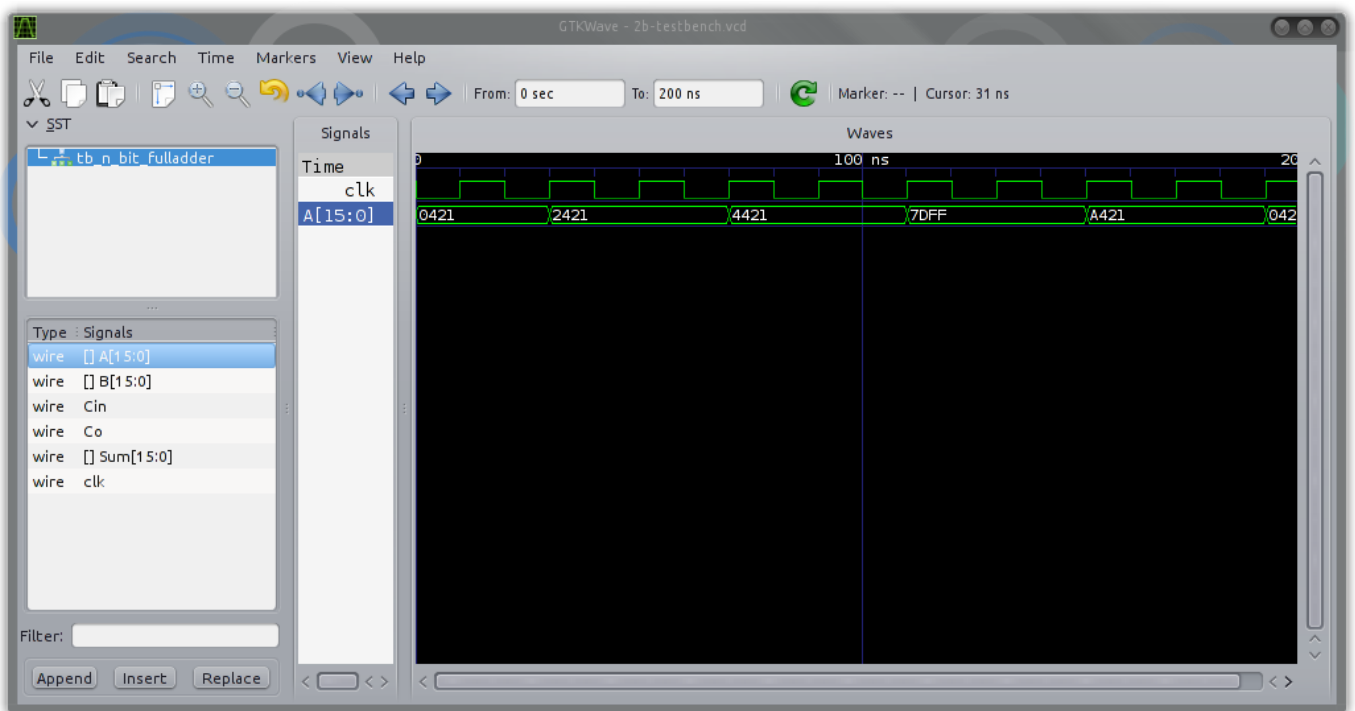 GTKWave - 2b-testbench.vcd
File Edit Search Time Markers View Help
From: 0 sec To: 200 ns Marker: -- | Cursor: 31 ns
SST
tb_n_bit_fulladder
Type Signals
wire [] A[15:0]
wire [] B[15:0]
wire Cin
wire Co
wire [] Sum[15:0]
wire clk
Filter:
Append Insert Replace
Signals
Time
clk
A[15:0]
Waves
0 100 ns 20
0421 2421 4421 7DFF A421 042